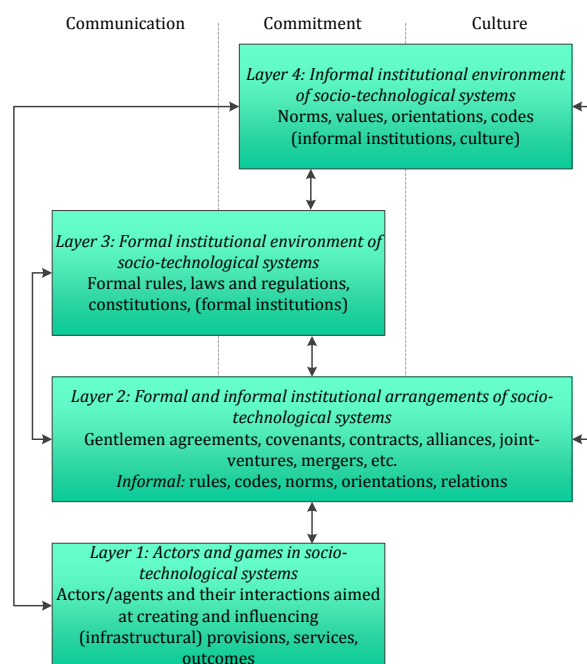 Communication
Commitment
Culture
Layer 4: Informal institutional environment
of socio-technological systems
Norms, values, orientations, codes
(informal institutions, culture)
Layer 3: Formal institutional environment of
socio-technological systems
Formal rules, laws and regulations,
constitutions, (formal institutions)
Layer 2: Formal and informal institutional arrangements of socio-
technological systems
Gentlemen agreements, covenants, contracts, alliances, joint-
ventures, mergers, etc.
Informal: rules, codes, norms, orientations, relations
Layer 1: Actors and games in socio-
technological systems
Actors/agents and their interactions aimed
at creating and influencing
(infrastructural) provisions, services,
outcomes